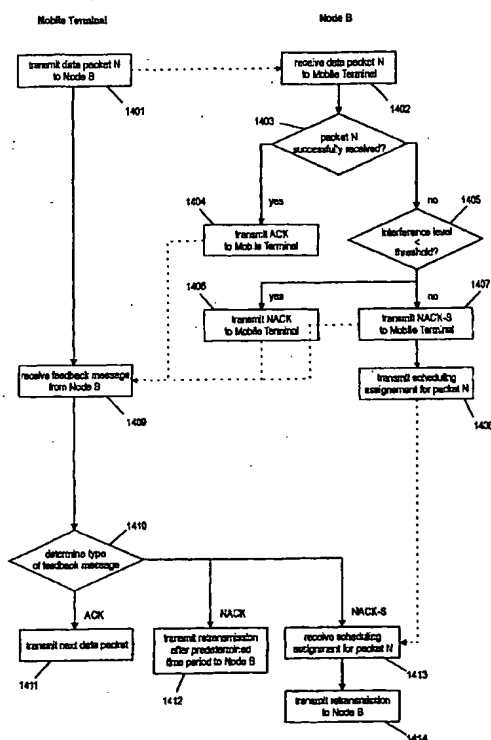 Mobile Terminal
Node B
transmit data packet N
to Node B
1401
receive data packet N
to Mobile Terminal
1402
1403
packet N
successfully received?
yes
no
1404
transmit ACK
to Mobile Terminal
1405
Interference level
<
threshold?
1406
yes
no
1407
transmit NACK
to Mobile Terminal
transmit NACK-S
to Mobile Terminal
receive feedback message
from Node B
1409
transmit scheduling
assignement for packet N
1408
1410
determine type
of feedback message
ACK
NACK
NACK-S
transmit next data packet
1411
transmit retransmission
after predetermined
time period to Node B
1412
receive scheduling
assignment for packet N
1413
transmit retransmission
to Node B
1414